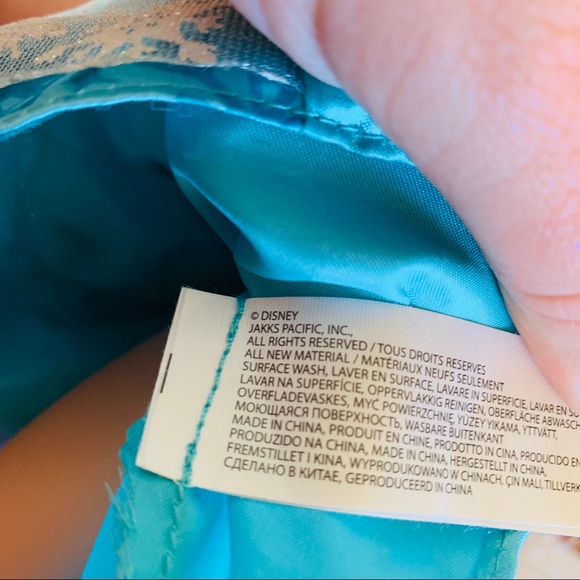 © DISNEY
JAKKS PACIFIC, INC.,
ALL RIGHTS RESERVED / TOUS DROITS RESERVES
ALL NEW MATERIAL / MATÉRIAUX NEUFS SEULEMENT
SURFACE WASH, LAVER EN SURFACE, LAVARE IN SUPERFICIE, LAVAR EN
LAVAR NA SUPERFÍCIE, OPPERVLAKKIG REINIGEN, OBERFLÄCHE ABWASCH
OVERFLADEVASKES, MYĆ POWIERZCHNIE, YÜZEY YIKAMA, YTTVÄTT,
МОЮЩАЯСЯ ПОВЕРХНОСТЬ, WASBARE BUITENKANT
MADE IN CHINA, PRODUIT EN CHINE, PRODOTTO IN CINA, PRODUCIDO EN
PRODUZIDO NA CHINA, MADE IN CHINA, HERGESTELLT IN CHINA,
FREMSTILLET I KINA, WYPRODUKOWANO W CHINACH, ÇIN MALI, TILLVERK
СДЕЛАНО В КИТАЕ, GEPRODUCEERD IN CHINA